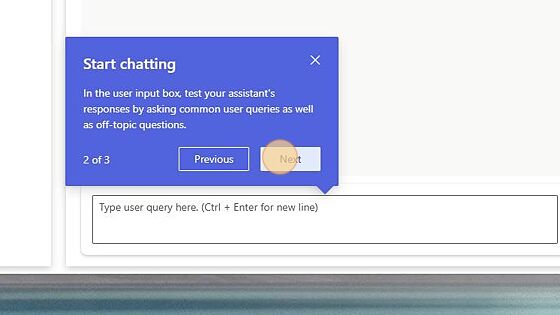 Start chatting
In the user input box, test your assistant's
responses by asking common user queries as well
as off-topic questions.
2 of 3
Previous
Next
Type user query here. (Ctrl + Enter for new line)